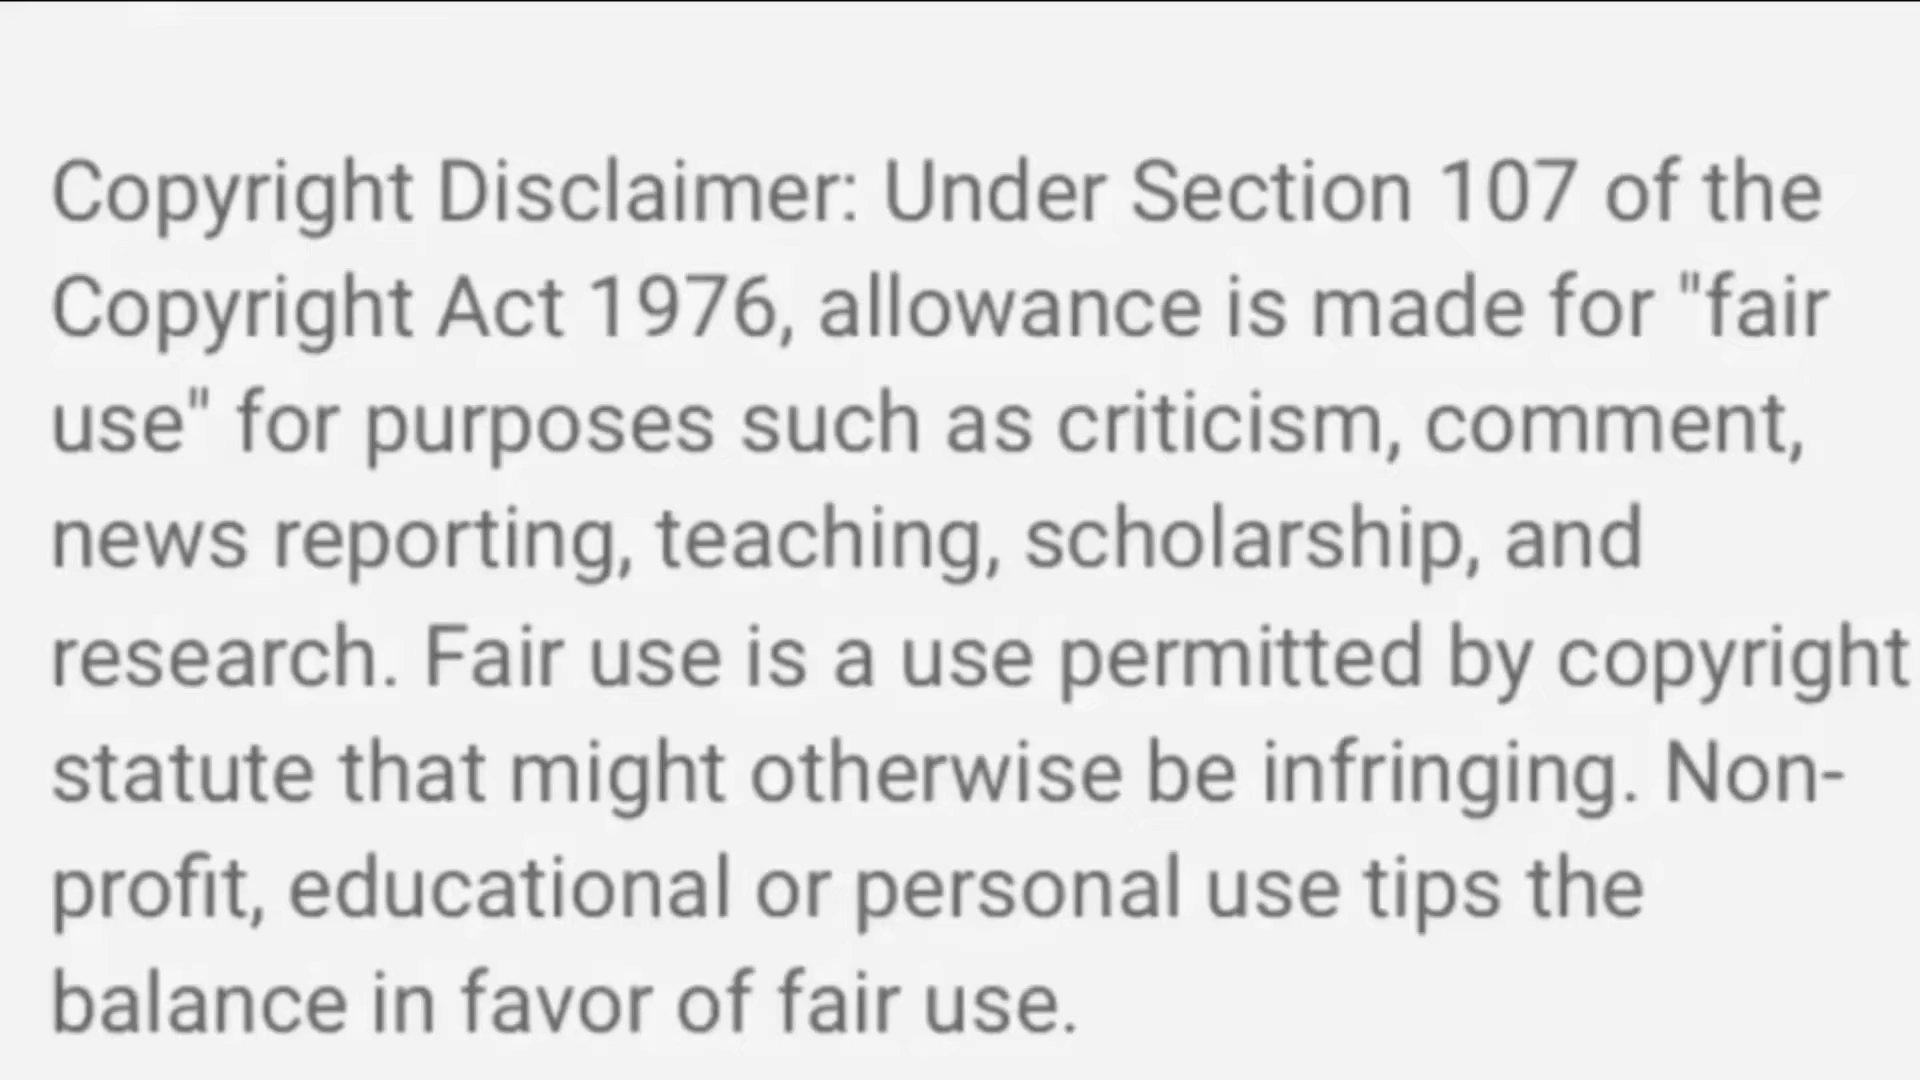 Copyright Disclaimer: Under Section 107 of the
Copyright Act 1976, allowance is made for "fair
use" for purposes such as criticism, comment,
news reporting, teaching, scholarship, and
research. Fair use is a use permitted by copyright
statute that might otherwise be infringing. Non-
profit, educational or personal use tips the
balance in favor of fair use.